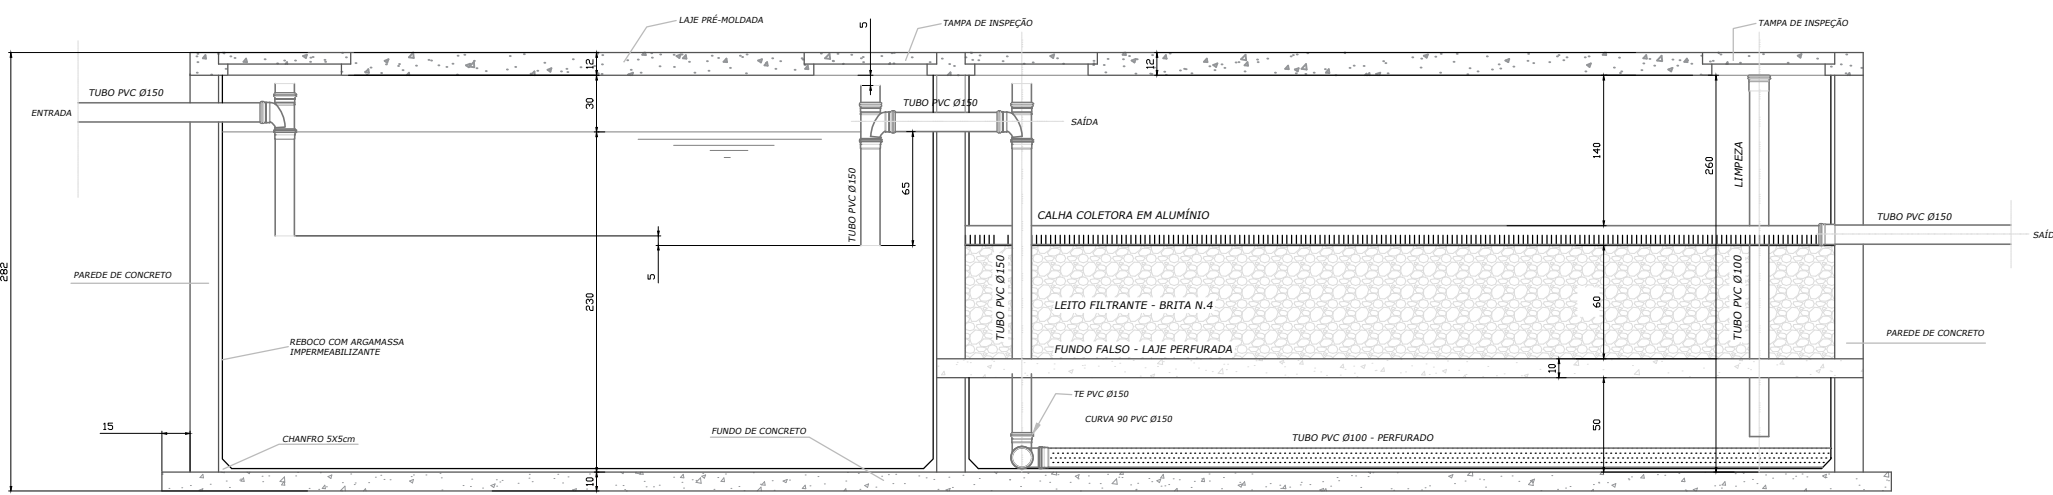 LAJE PRÉ-MOLDADA
5
TAMPA DE INSPEÇÃO
TAMPA DE INSPEÇÃO
12
12
TUBO PVC Ø150
30
TUBO PVC Ø150
ENTRADA
SAÍDA
140
260
LIMPEZA
65
TUBO PVC Ø150
CALHA COLETORA EM ALUMÍNIO
TUBO PVC Ø150
SAÍD
282
PAREDE DE CONCRETO
5
230
TUBO PVC Ø150
LEITO FILTRANTE - BRITA N.4
60
TUBO PVC Ø100
PAREDE DE CONCRETO
REBOCO COM ARGAMASSA
IMPERMEABILIZANTE
FUNDO FALSO - LAJE PERFURADA
10
TE PVC Ø150
CURVA 90 PVC Ø150
15
CHANFRO 5X5cm
FUNDO DE CONCRETO
TUBO PVC Ø100 - PERFURADO
50
10